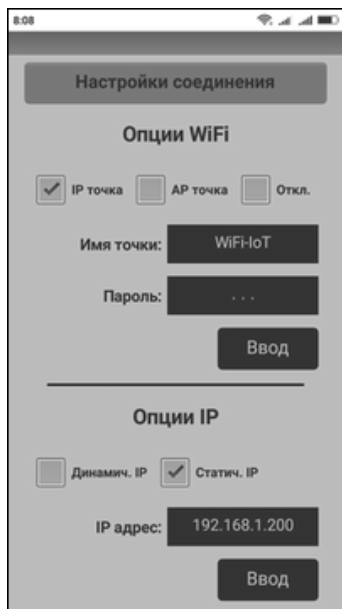 8:08
Настройки соединения
Опции WiFi
IP точка AP точка Откл.
Имя точки: WiFi-IoT
Пароль: . . .
Ввод
Опции IP
Динамич. IP Статич. IP
IP адрес: 192.168.1.200
Ввод